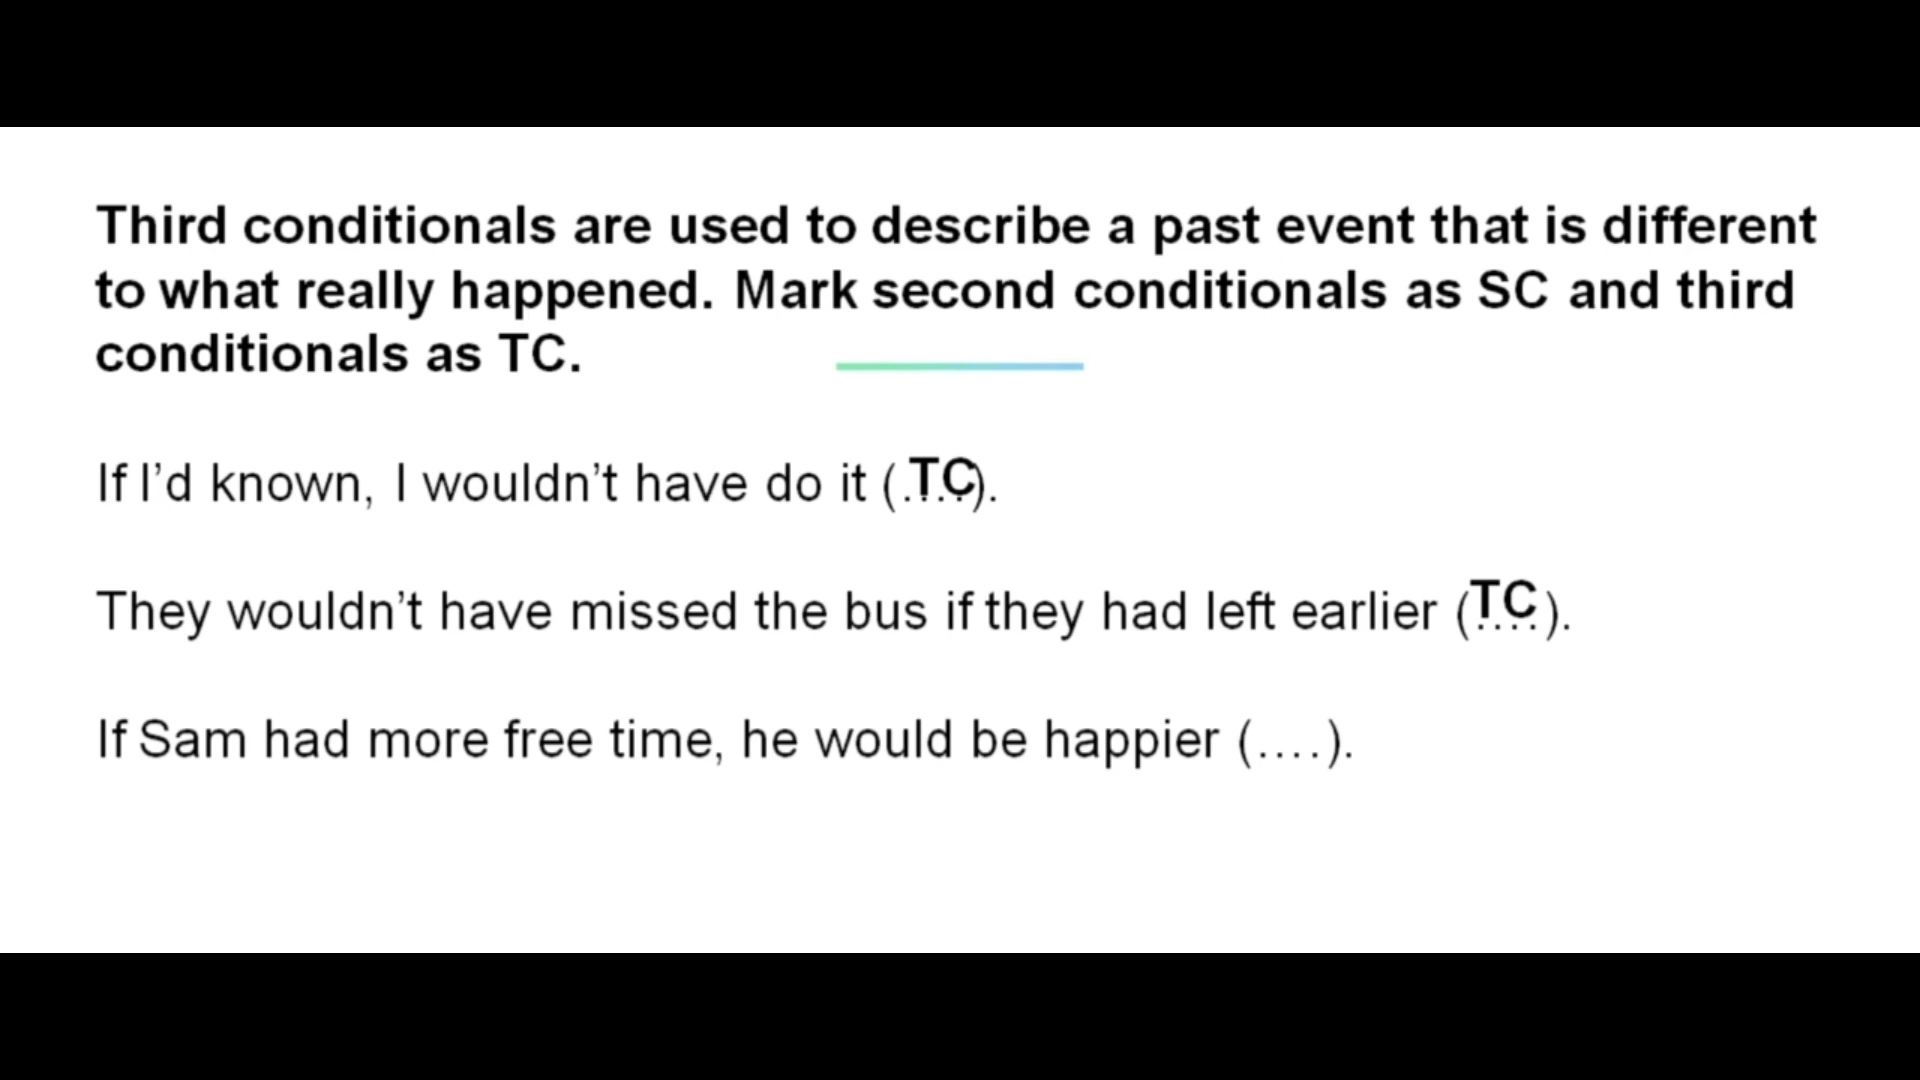 Third conditionals are used to describe a past event that is different
to what really happened. Mark second conditionals as SC and third
conditionals as TC.
If I’d known, I wouldn’t have do it (.TC).
They wouldn’t have missed the bus if they had left earlier (TC).
If Sam had more free time, he would be happier (....).